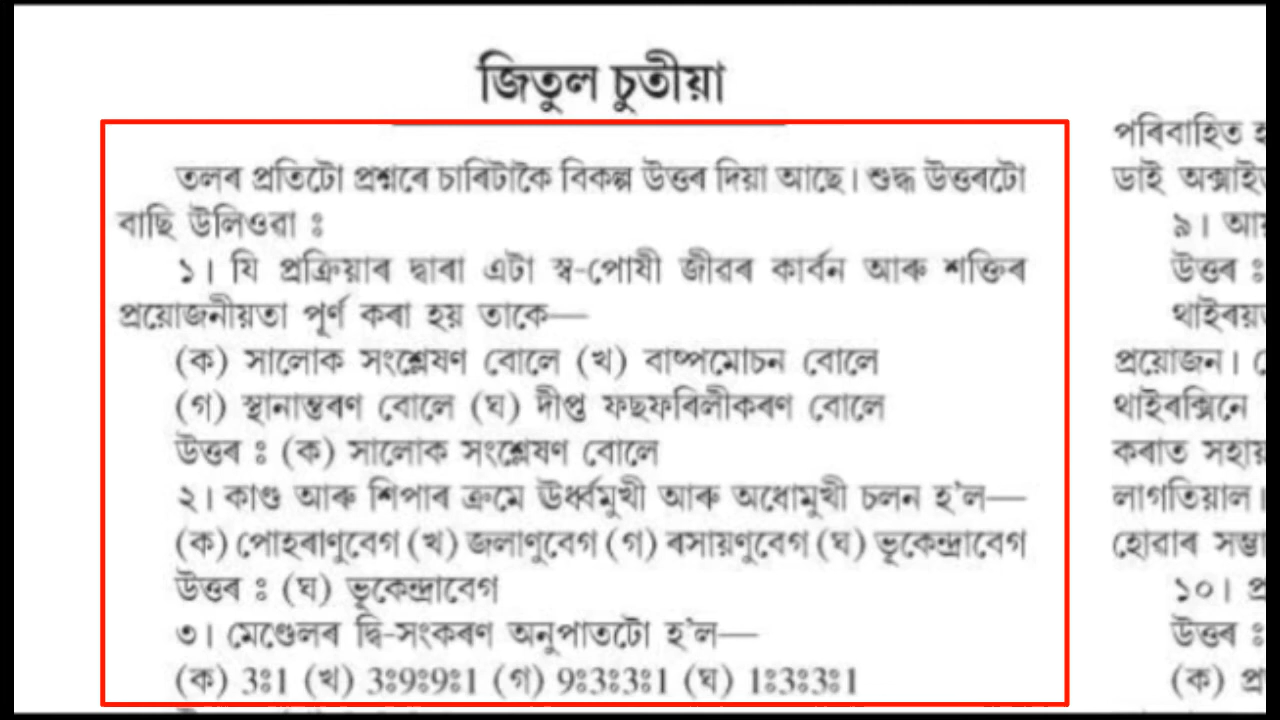 জিতুল চুতীয়া
তলৰ প্ৰতিটো প্ৰশ্নৰে চাৰিটাকৈ বিকল্প উত্তৰ দিয়া আছে। শুদ্ধ উত্তৰটো
বাছি উলিওৱা ঃ
১। যি প্ৰক্ৰিয়াৰ দ্বাৰা এটা স্ব-পোষী জীৱৰ কাৰ্বন আৰু শক্তিৰ
প্ৰয়োজনীয়তা পূৰ্ণ কৰা হয় তাকে—
(ক) সালোক সংশ্লেষণ বোলে (খ) বাষ্পমোচন বোলে
(গ) স্থানান্তৰণ বোলে (ঘ) দীপ্ত ফছফৰিলীকৰণ বোলে
উত্তৰ ঃ (ক) সালোক সংশ্লেষণ বোলে
২। কাণ্ড আৰু শিপাৰ ক্ৰমে ঊৰ্ধ্বমুখী আৰু অধোমুখী চলন হ'ল—
(ক) পোহৰাণুবেগ (খ) জলাণুবেগ (গ) ৰসায়ণুবেগ (ঘ) ভূকেন্দ্ৰাবেগ
উত্তৰ ঃ (ঘ) ভূকেন্দ্ৰাবেগ
৩। মেণ্ডেলৰ দ্বি-সংকৰণ অনুপাতটো হ'ল—
(ক) 3ঃ1 (খ) 3ঃ9ঃ9ঃ1 (গ) 9ঃ3ঃ3ঃ1 (ঘ) 1ঃ3ঃ3ঃ1
পৰিবাহিত
ডাই
৯।
উত্তৰ ঃ
প্ৰয়োজন।
থাইৰক্সিনে
কৰাত
লাগতিয়াল।
হোৱাৰ
১০।
উত্তৰ ঃ
(ক)